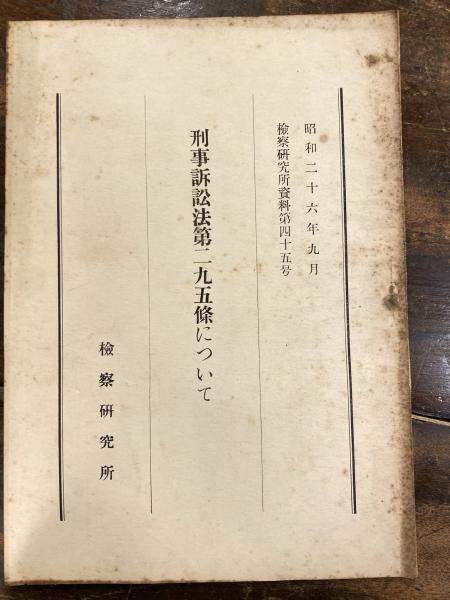 昭和二十六年九月
檢察研究所資料第四十五号
刑事訴訟法第二九五條について
檢察研究所